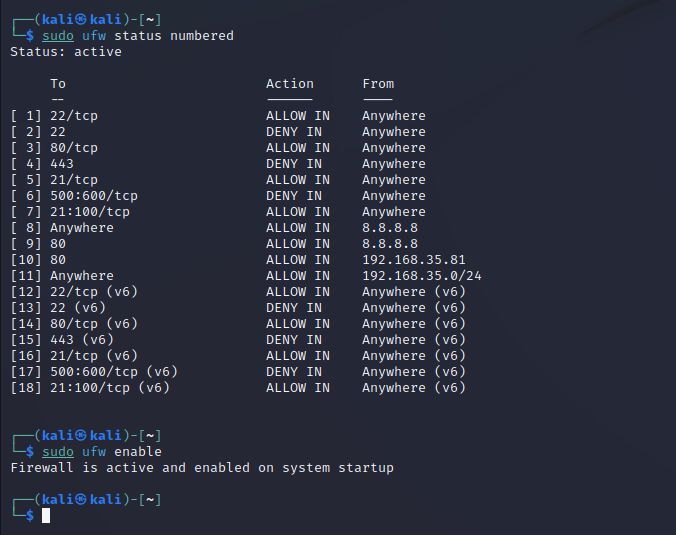 ┌──(kali㉿kali)-[~]
└─$ sudo ufw status numbered
Status: active

     To                         Action      From
     --                         ------      ----
[ 1] 22/tcp                     ALLOW IN    Anywhere
[ 2] 22                         DENY IN     Anywhere
[ 3] 80/tcp                     ALLOW IN    Anywhere
[ 4] 443                        DENY IN     Anywhere
[ 5] 21/tcp                     ALLOW IN    Anywhere
[ 6] 500:600/tcp                DENY IN     Anywhere
[ 7] 21:100/tcp                 ALLOW IN    Anywhere
[ 8] Anywhere                   ALLOW IN    8.8.8.8
[ 9] 80                         ALLOW IN    8.8.8.8
[10] 80                         ALLOW IN    192.168.35.81
[11] Anywhere                   ALLOW IN    192.168.35.0/24
[12] 22/tcp (v6)                ALLOW IN    Anywhere (v6)
[13] 22 (v6)                    DENY IN     Anywhere (v6)
[14] 80/tcp (v6)                ALLOW IN    Anywhere (v6)
[15] 443 (v6)                   DENY IN     Anywhere (v6)
[16] 21/tcp (v6)                ALLOW IN    Anywhere (v6)
[17] 500:600/tcp (v6)           DENY IN     Anywhere (v6)
[18] 21:100/tcp (v6)            ALLOW IN    Anywhere (v6)

┌──(kali㉿kali)-[~]
└─$ sudo ufw enable
Firewall is active and enabled on system startup

┌──(kali㉿kali)-[~]
└─$